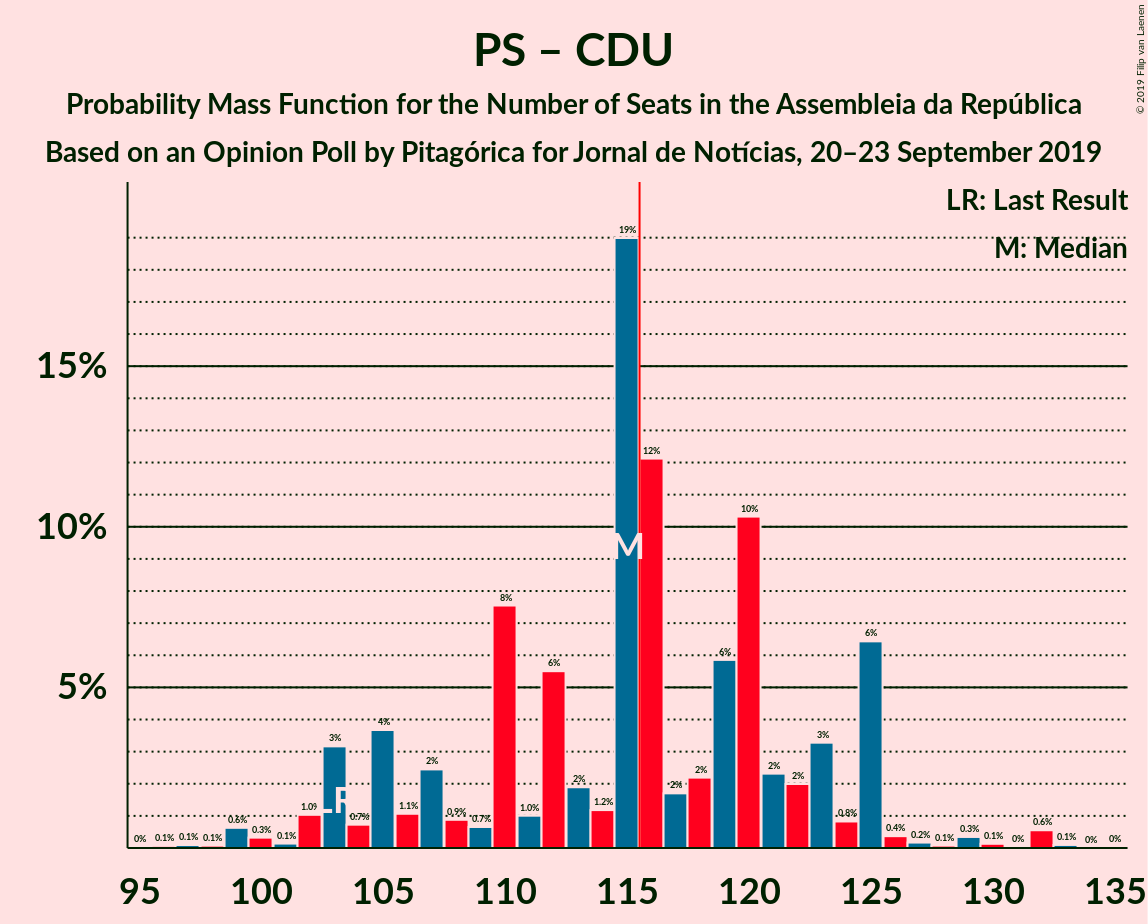 PS – CDU
Probability Mass Function for the Number of Seats in the Assembleia da República
Based on an Opinion Poll by Pitagórica for Jornal de Notícias, 20–23 September 2019
© 2019 Filip van Laenen
LR: Last Result
M: Median
15%
10%
5%
0% 0.1% 0.1% 0.1% 0.6% 0.3% 0.1% 1.0% 3% 0.7% 4% 1.1% 2% 0.9% 0.7% 8% 1.0% 6% 2% 1.2% 19% 12% 2% 2% 6% 10% 2% 2% 3% 0.8% 6% 0.4% 0.2% 0.1% 0.3% 0.1% 0% 0.6% 0.1% 0% 0%
LR
M
95 100 105 110 115 120 125 130 135